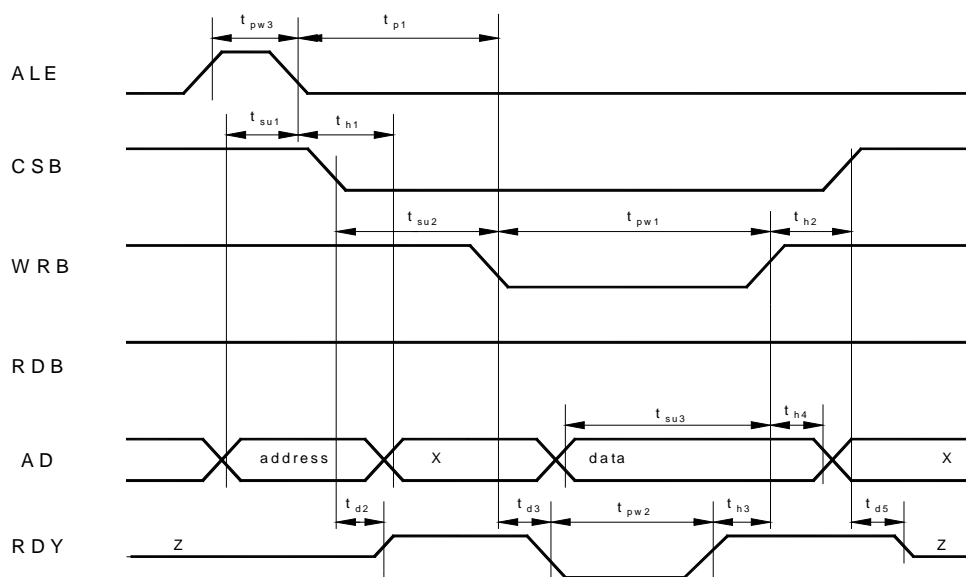 t pw3 t p1
ALE
t su1 t h1
CSB
t su2 t pw1 t h2
WRB
RDB
t su3 t h4
AD address X data X
t d2 t d3 t pw2 t h3 t d5
RDY Z Z